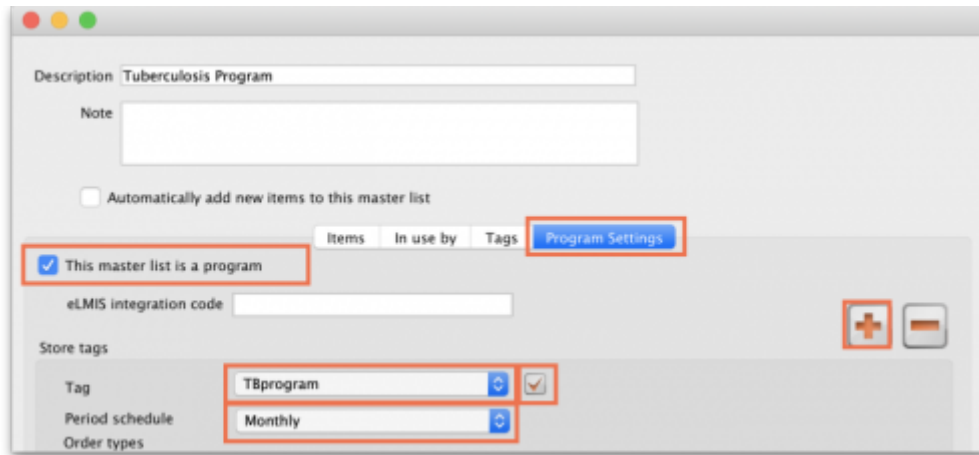 Description Tuberculosis Program
Note
Automatically add new items to this master list
Items In use by Tags Program Settings
This master list is a program
eLMIS integration code
Store tags
Tag TBprogram
Period schedule Monthly
Order types